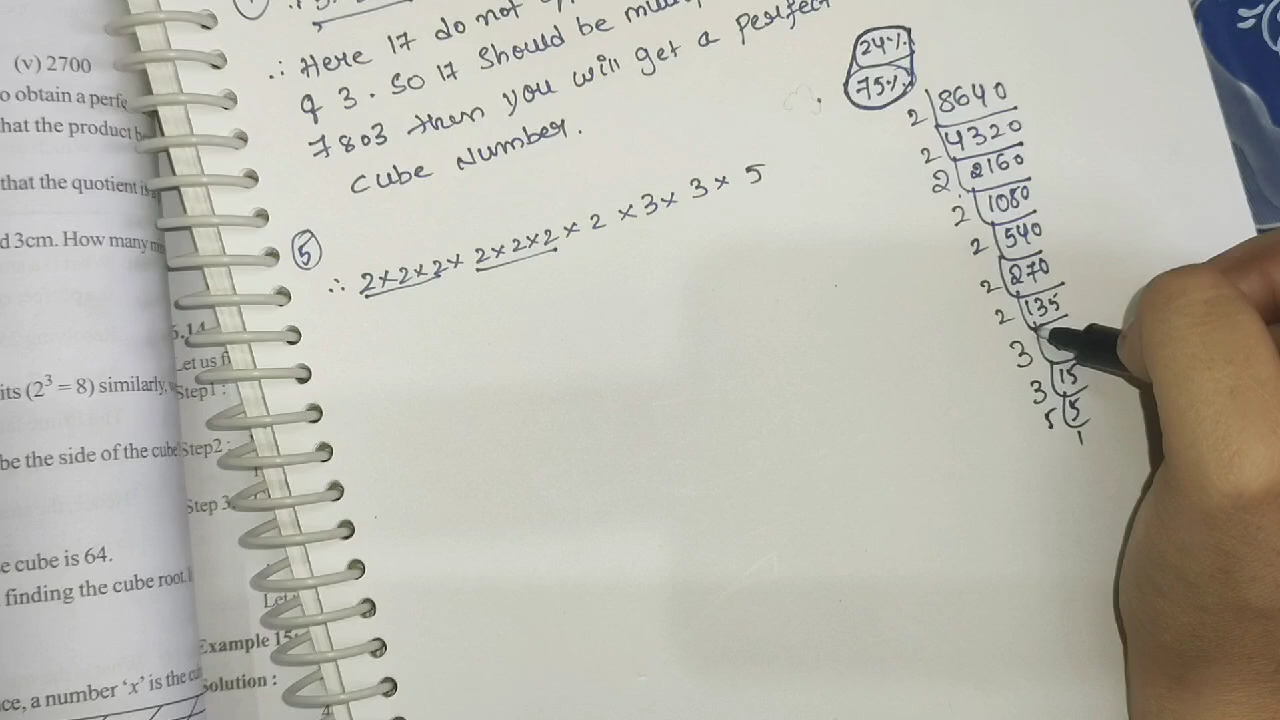 (v) 2700
o obtain a perfe
hat the product b
that the quotient is
d 3cm. How many
its (2³ = 8) similarly,
be the side of the cube
e cube is 64.
finding the cube root.
ce, a number ‘x’ is the
Let us fi
Step1 :
Step2 :
Step 3
Let
Example 15:
Solution :
∴ Here 17 do not
of 3. So 17 should be
7803 then you will get a perfect
cube Number.
5
∴ 2×2×2× 2×2×2× 2 ×3× 3× 5
24%
75%
2 8640
2 4320
2 2160
2 1080
2 540
2 270
2 135
3
3 15
5 5
1